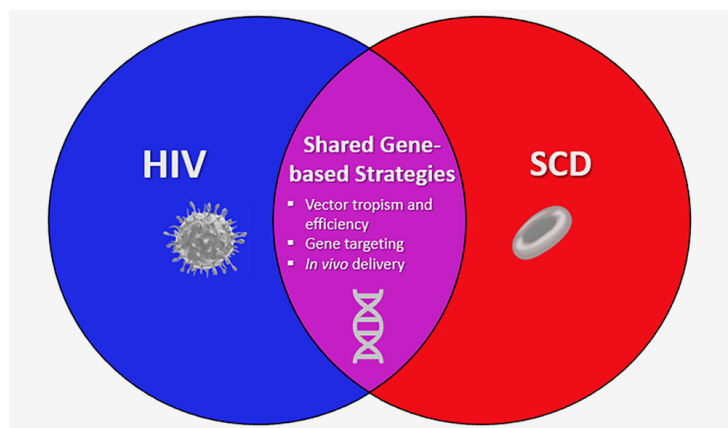 HIV
Shared Gene-
based Strategies
▪ Vector tropism and
efficiency
▪ Gene targeting
▪ In vivo delivery
SCD